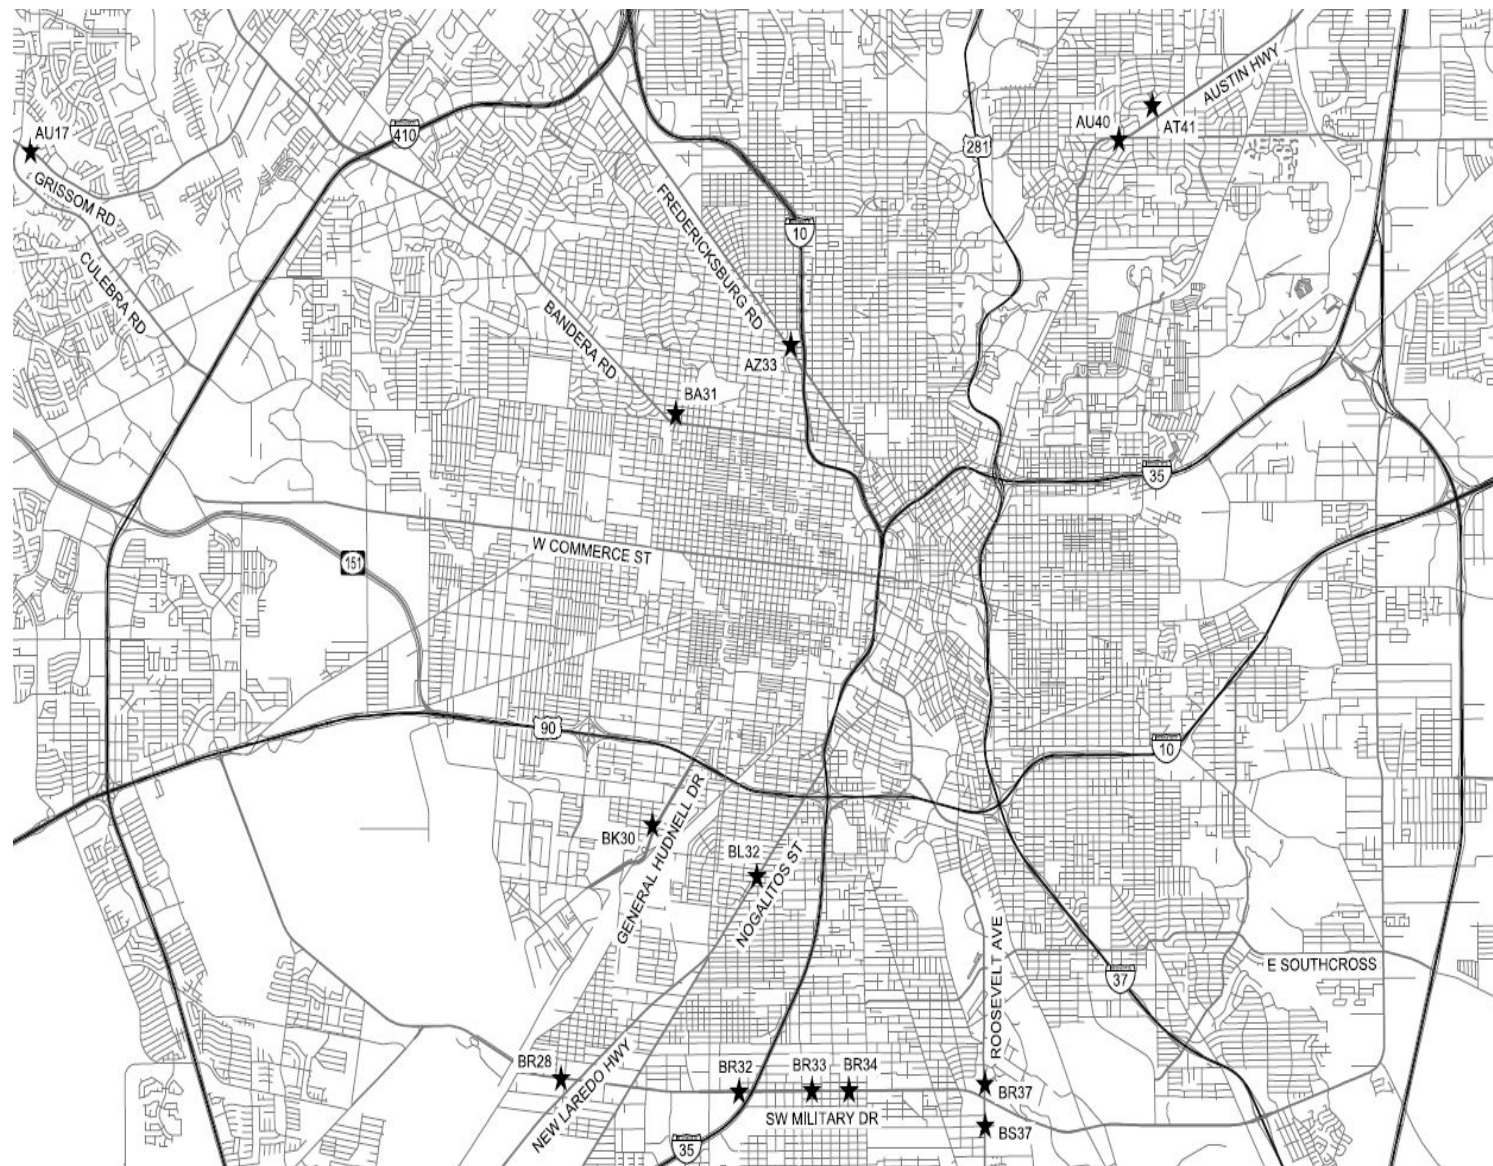 AUSTIN HWY
AU40
AT41
AU17
410
281
GRISSOM RD
FREDERICKSBURG RD
10
CULEBRA RD
BANDERA RD
AZ33
BA31
35
W COMMERCE ST
151
90
10
GENERAL HUDNELL DR
BK30
BL32
NOGALITOS ST
ROOSEVELT AVE
E SOUTHCROSS
37
BR28
NEW LAREDO HWY
BR32
BR33
BR34
BR37
SW MILITARY DR
BS37
35